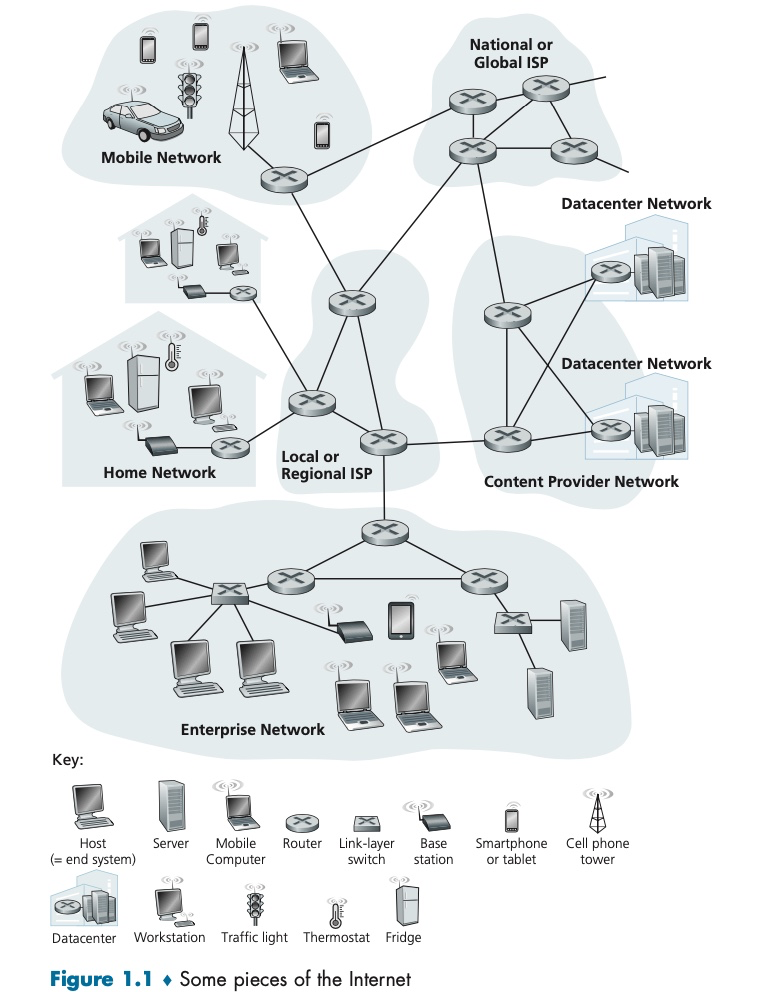 National or
Global ISP
Mobile Network
Datacenter Network
Datacenter Network
Home Network
Local or
Regional ISP
Content Provider Network
Enterprise Network
Key:
Host
(= end system)
Server
Mobile
Computer
Router
Link-layer
switch
Base
station
Smartphone
or tablet
Cell phone
tower
Datacenter
Workstation
Traffic light
Thermostat
Fridge
Figure 1.1 ♦ Some pieces of the Internet